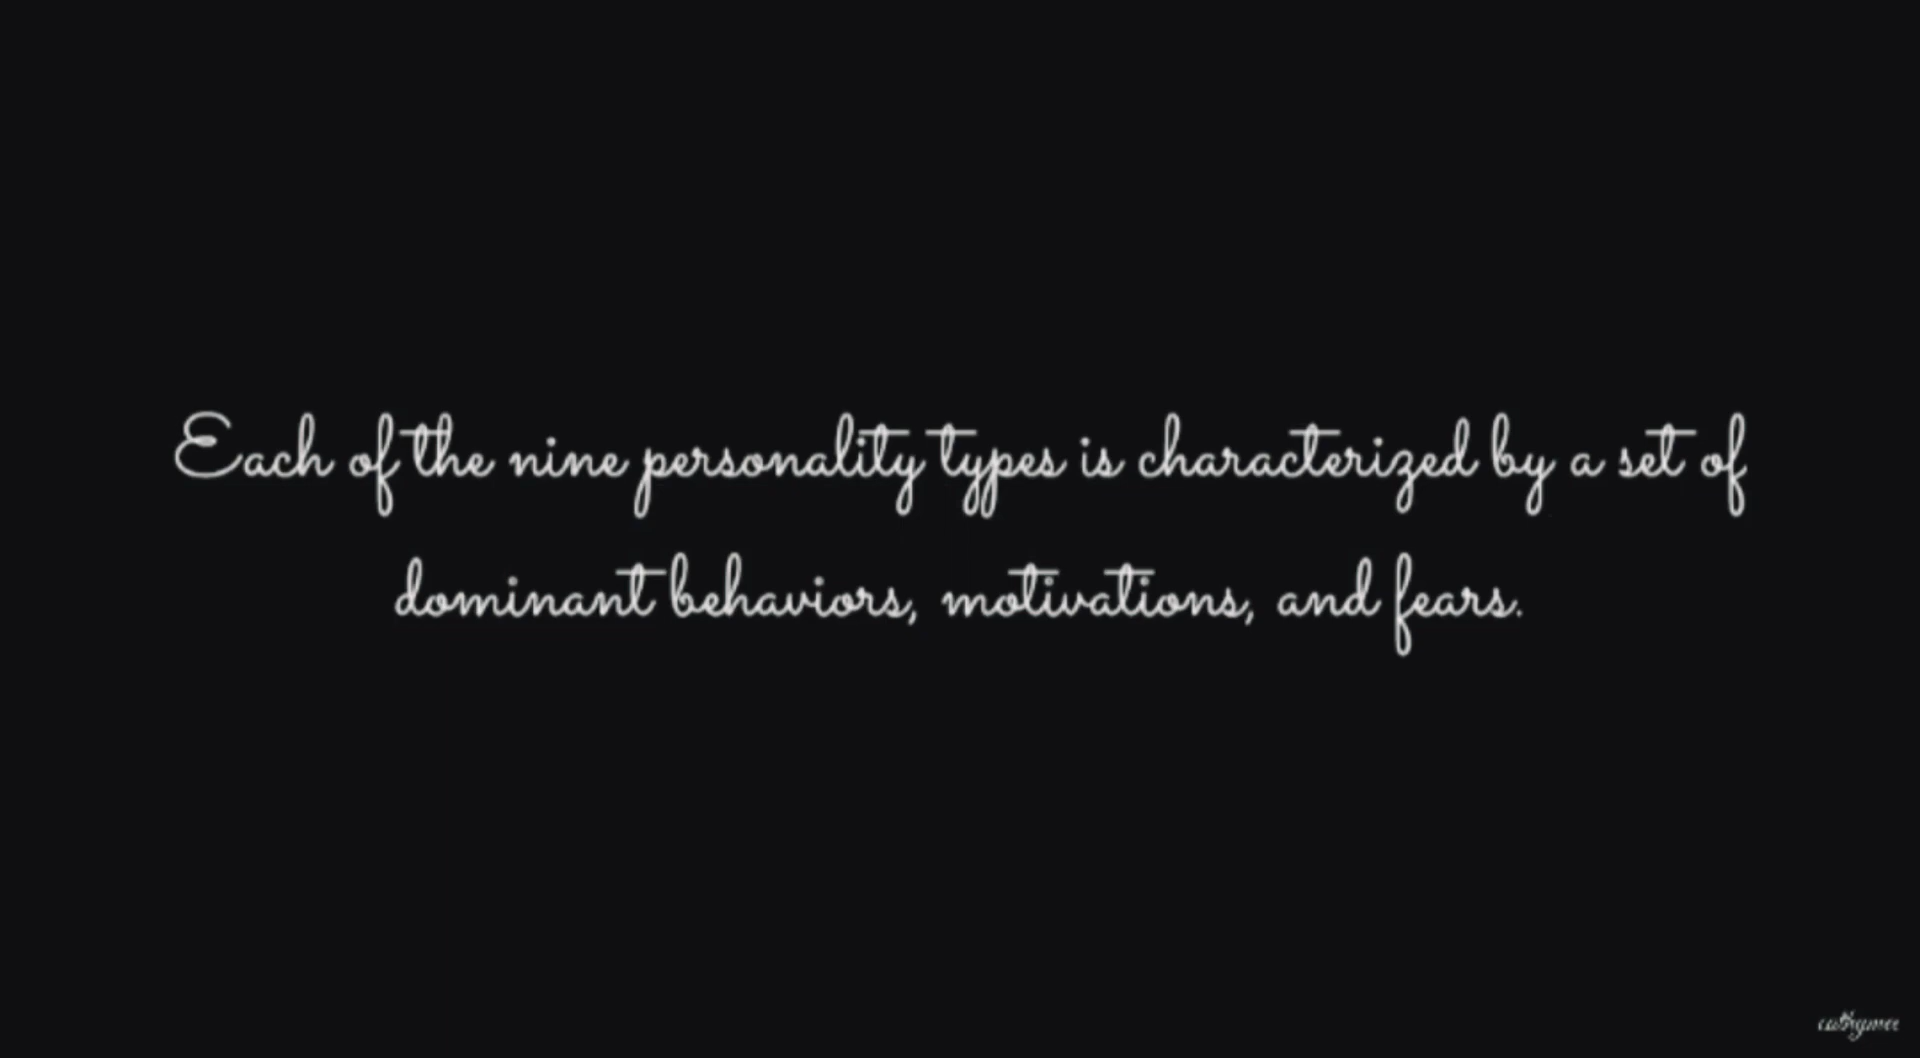 Each of the nine personality types is characterized by a set of
dominant behaviors, motivations, and fears.